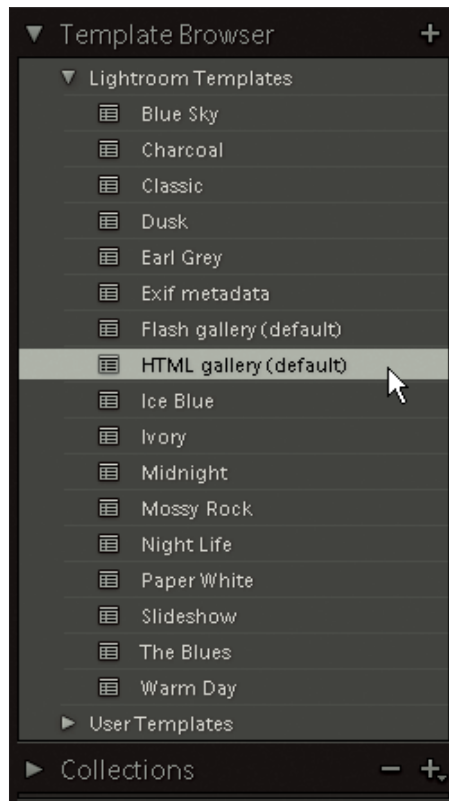 Template Browser
Lightroom Templates
Blue Sky
Charcoal
Classic
Dusk
Earl Grey
Exif metadata
Flash gallery (default)
HTML gallery (default)
Ice Blue
Ivory
Midnight
Mossy Rock
Night Life
Paper White
Slideshow
The Blues
Warm Day
User Templates
Collections